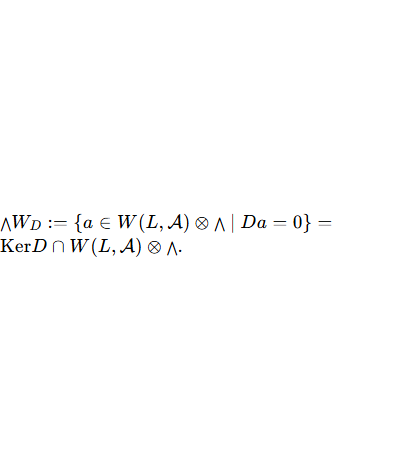 ⋀W_D := {a ∈ W(L, 𝒜) ⊗ ⋀ | Da = 0} =
KerD ∩ W(L, 𝒜) ⊗ ⋀.